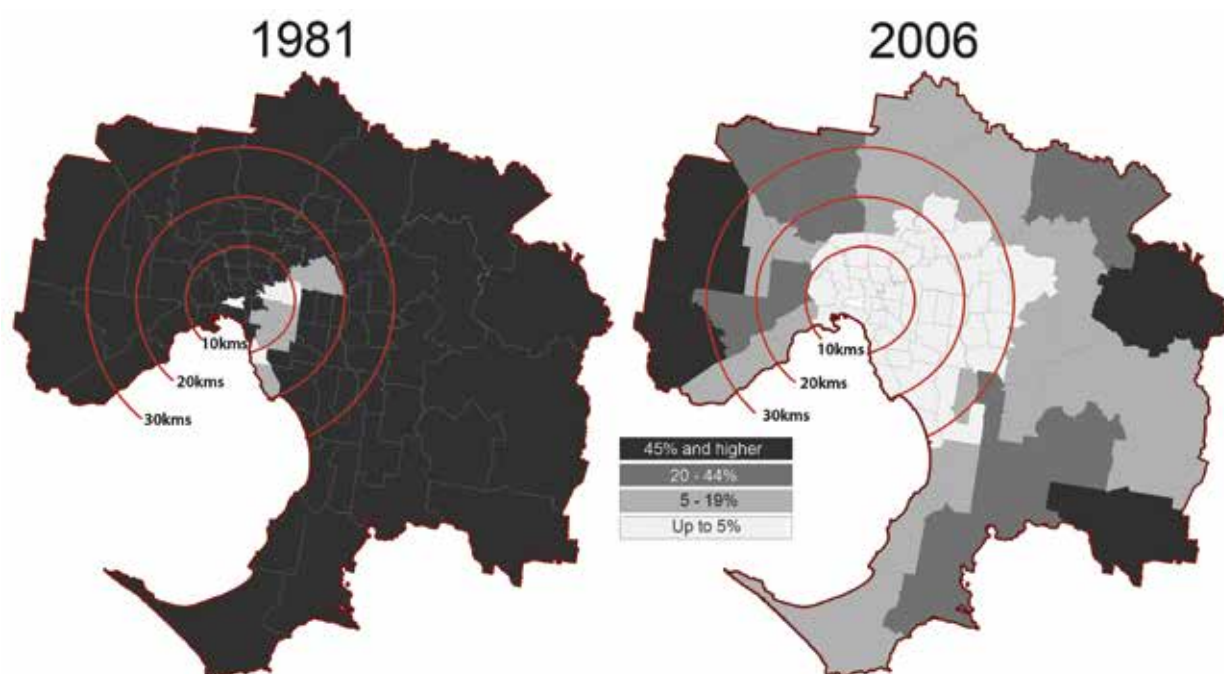 1981
2006
10kms
20kms
30kms
10kms
20kms
30kms
45% and higher
20 - 44%
5 - 19%
Up to 5%